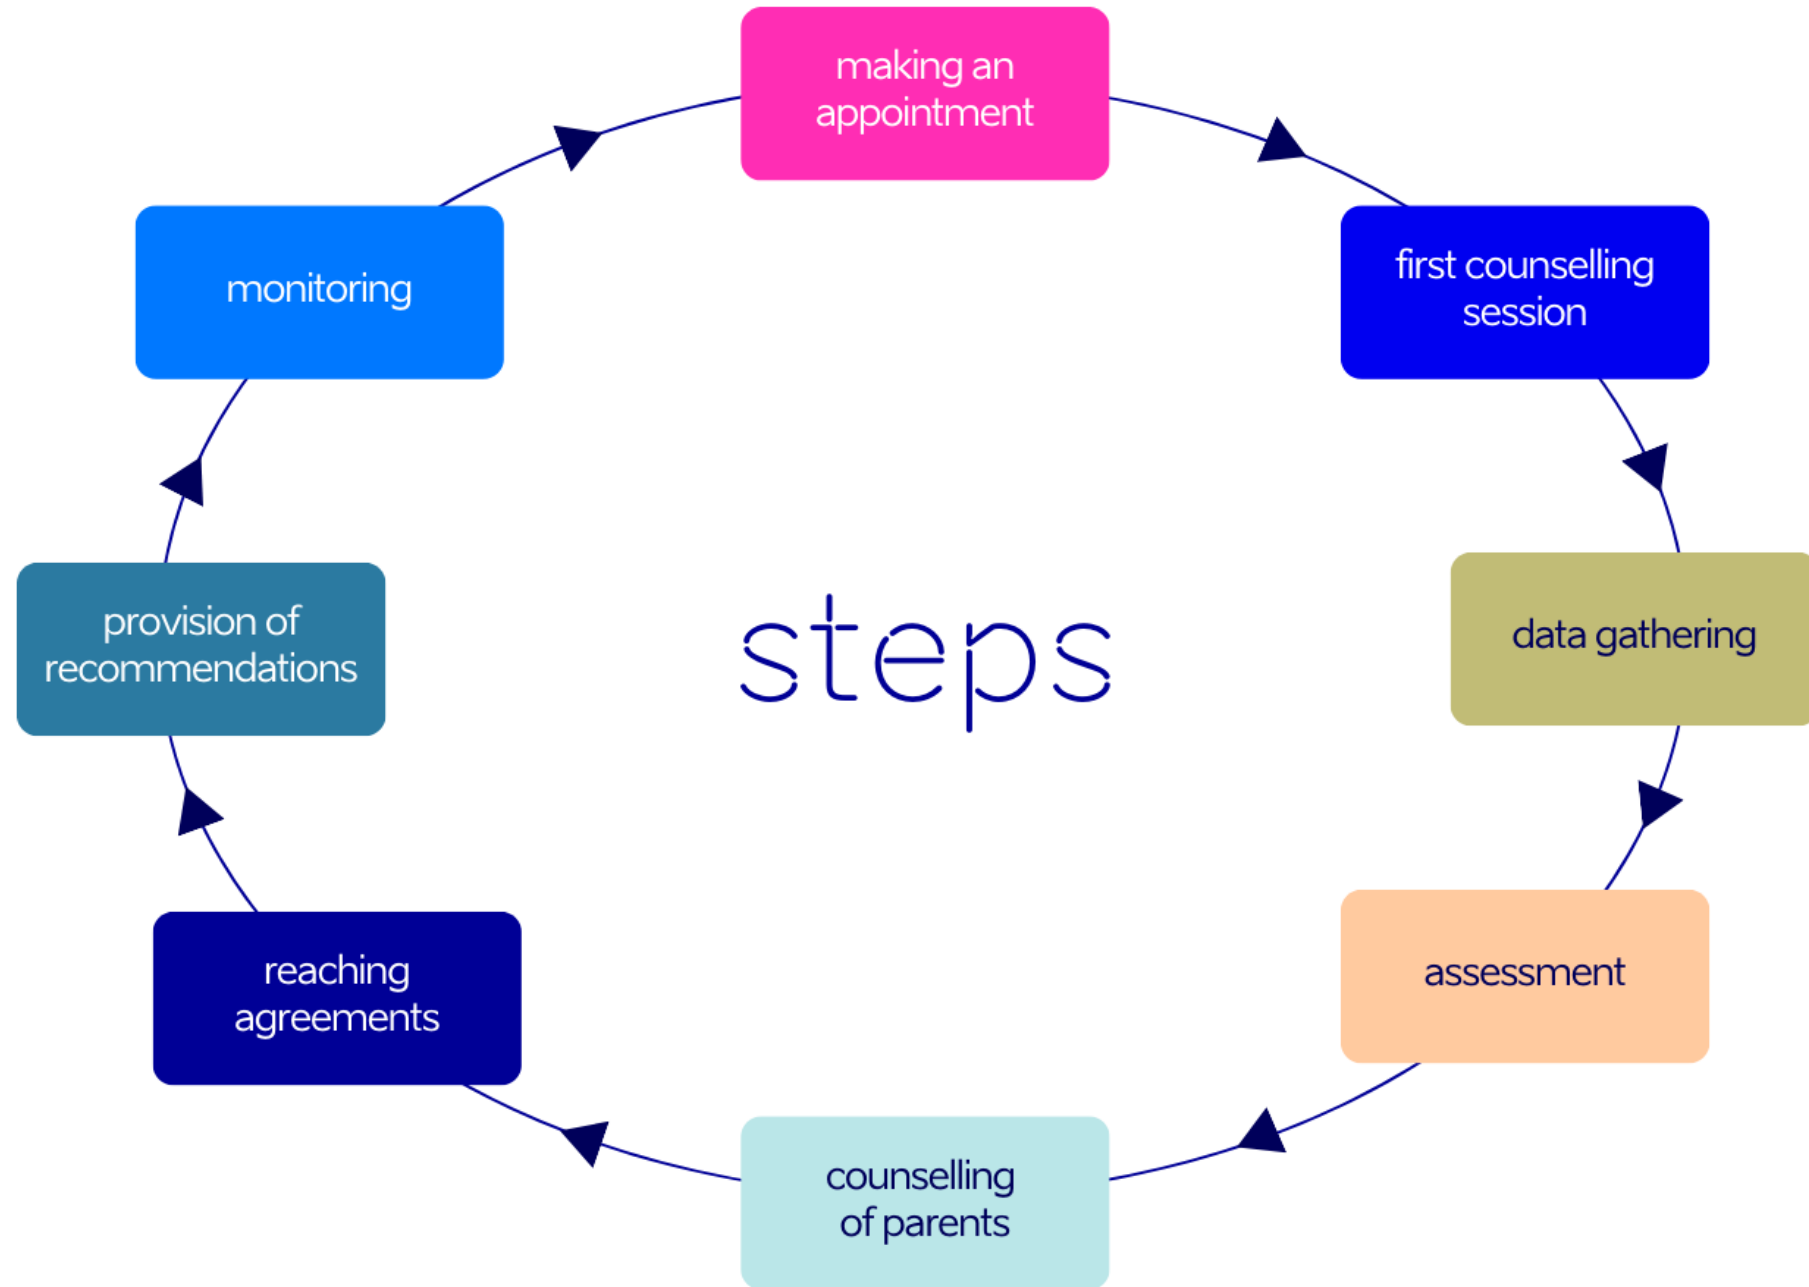 making an
appointment
first counselling
session
data gathering
assessment
counselling
of parents
reaching
agreements
provision of
recommendations
monitoring
steps